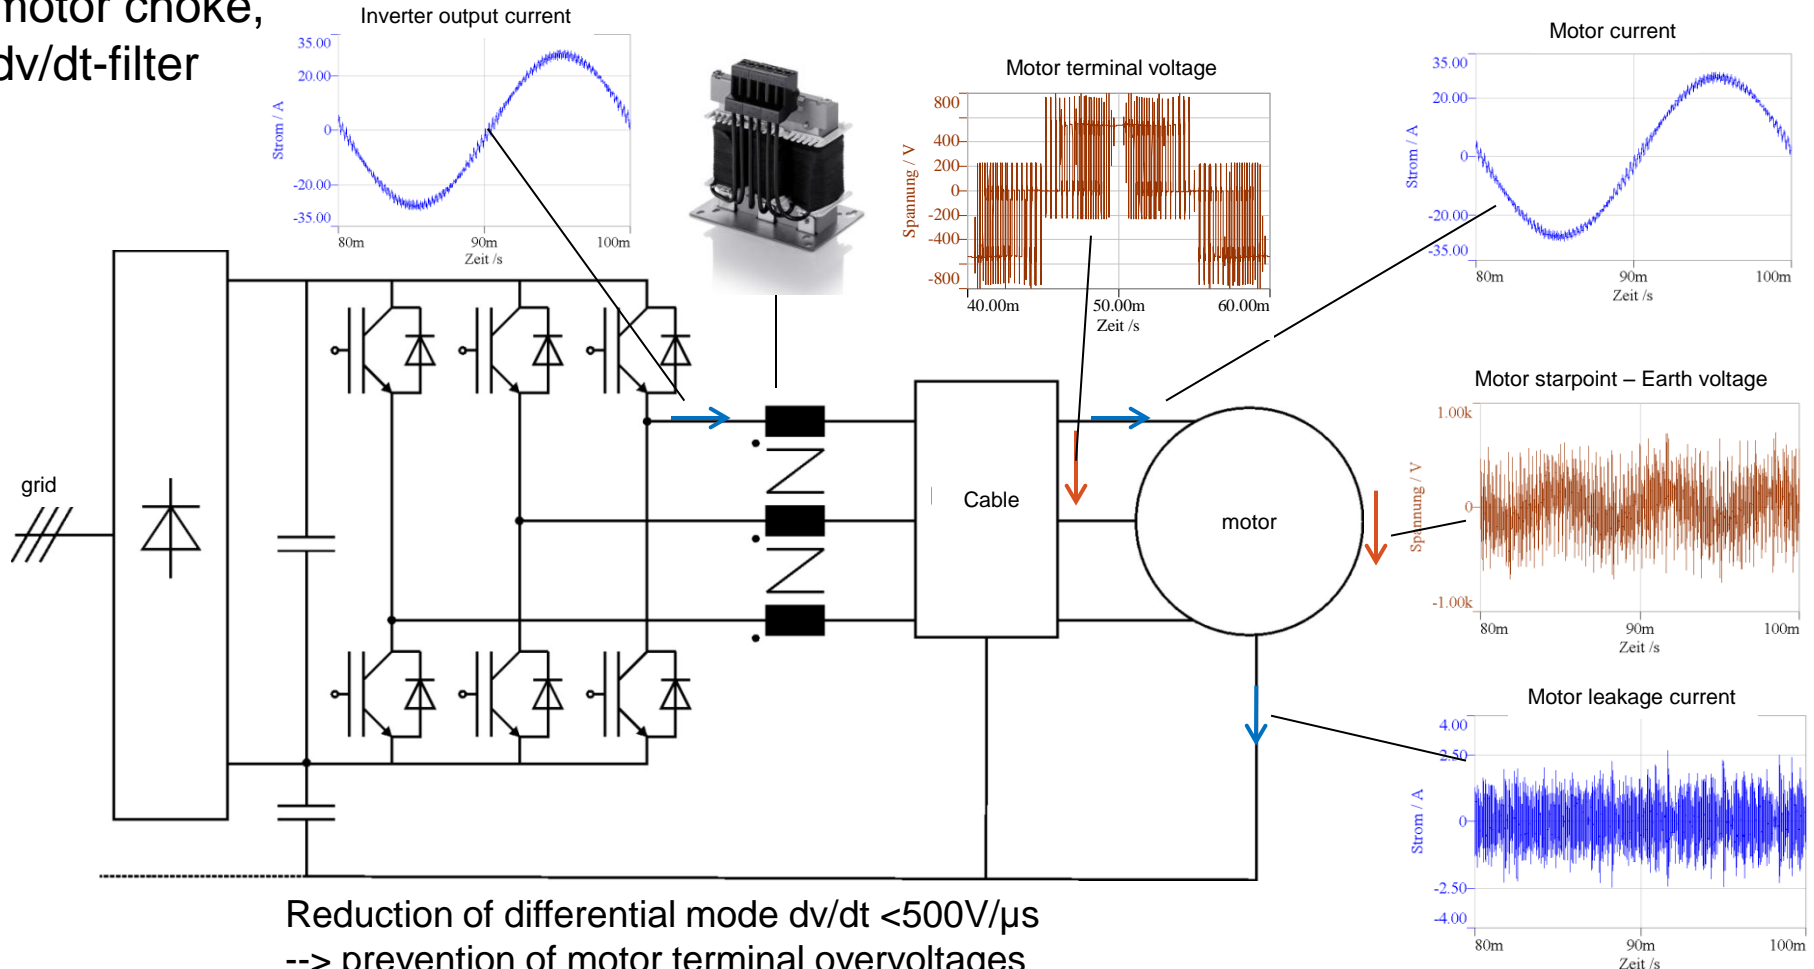 motor choke,
dv/dt-filter
Inverter output current
35.00
20.00
0
-20.00
-35.00
Strom / A
80m
90m
100m
Zeit /s
Motor terminal voltage
800
400
200
0
-200
-400
-800
Spannung / V
40.00m
50.00m
60.00m
Zeit /s
Motor current
35.00
20.00
0
-20.00
-35.00
Strom / A
80m
90m
100m
Zeit /s
grid
Cable
motor
Motor starpoint – Earth voltage
1.00k
0
-1.00k
Spannung / V
80m
90m
100m
Zeit /s
Motor leakage current
4.00
2.50
0
-2.50
-4.00
Strom / A
80m
90m
100m
Zeit /s
Reduction of differential mode dv/dt <500V/µs
--> prevention of motor terminal overvoltages